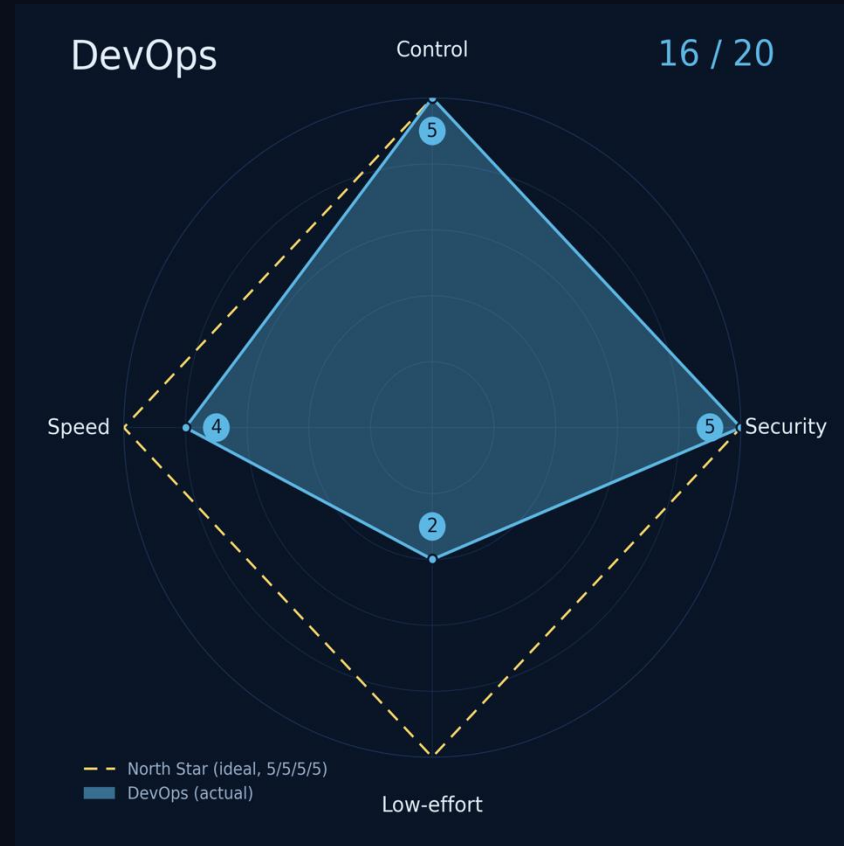 DevOps
Control
16 / 20
5
Speed
4
5
Security
2
North Star (ideal, 5/5/5/5)
DevOps (actual)
Low-effort